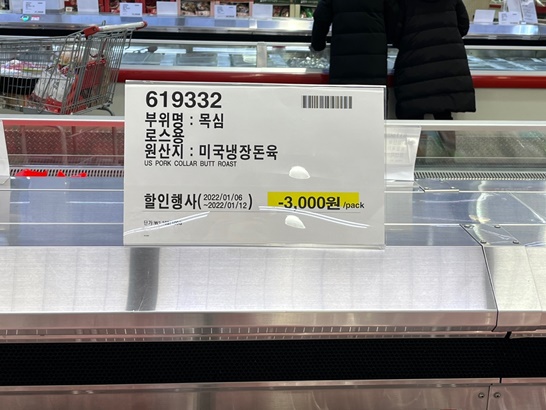 619332
부위명 : 목심
로스용
원산지 : 미국냉장돈육
US PORK COLLAR BUTT ROAST
할인행사(2022/01/06 ~2022/01/12) -3,000원/pack